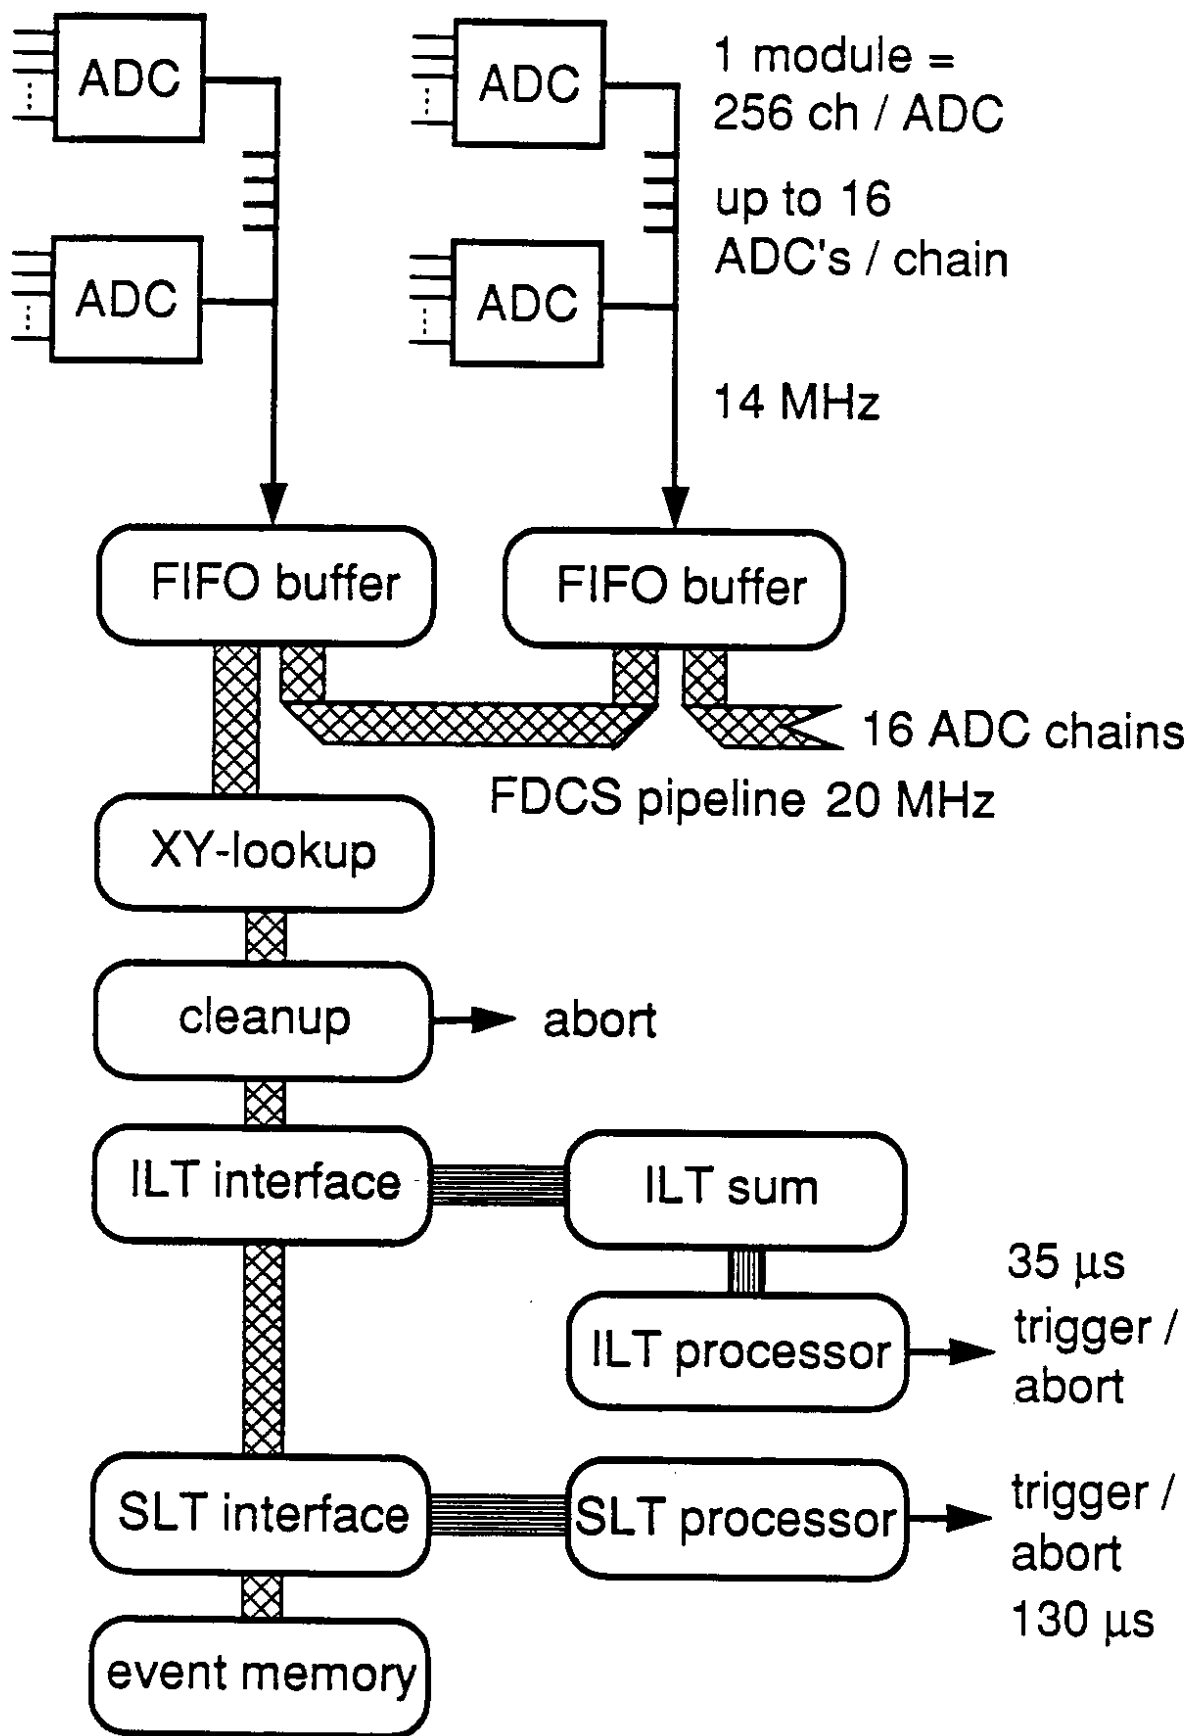 ADC
ADC
1 module =
256 ch / ADC
up to 16
ADC's / chain
ADC
ADC
14 MHz
FIFO buffer
FIFO buffer
16 ADC chains
FDCS pipeline 20 MHz
XY-lookup
cleanup
abort
ILT interface
ILT sum
35 µs
trigger /
abort
ILT processor
SLT interface
SLT processor
trigger /
abort
130 µs
event memory